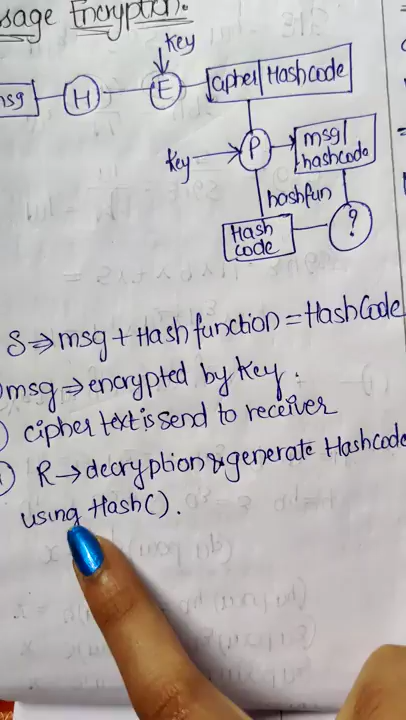 ssage Encryption.
Key
msg
H
E
Cipher|Hashcode
Key
P
msg|
hashcode
hashfun
Hash
Code
?
S⇒msg + Hash function = HashCode
msg ⇒ encrypted by Key.
cipher text is send to receiver
R → decryption & generate Hashcode
using Hash().